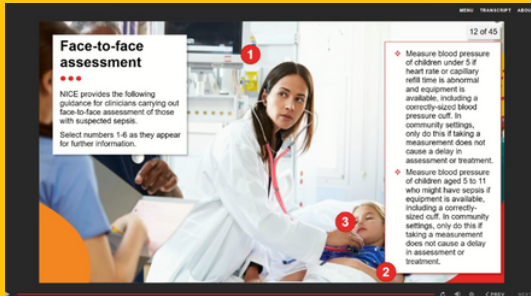 MENU TRANSCRIPT ABOU
12 of 45
Face-to-face
assessment
NICE provides the following
guidance for clinicians carrying out
face-to-face assessment of those
with suspected sepsis.
Select numbers 1-6 as they appear
for further information.
1
3
2
❖ Measure blood pressure
of children under 5 if
heart rate or capillary
refill time is abnormal
and equipment is
available, including a
correctly-sized blood
pressure cuff. In
community settings,
only do this if taking a
measurement does not
cause a delay in
assessment or treatment.
❖ Measure blood pressure
of children aged 5 to 11
who might have sepsis if
equipment is available,
including a correctly-
sized cuff. In community
settings, only do this if
taking a measurement
does not cause a delay
in assessment or
treatment.
PREV